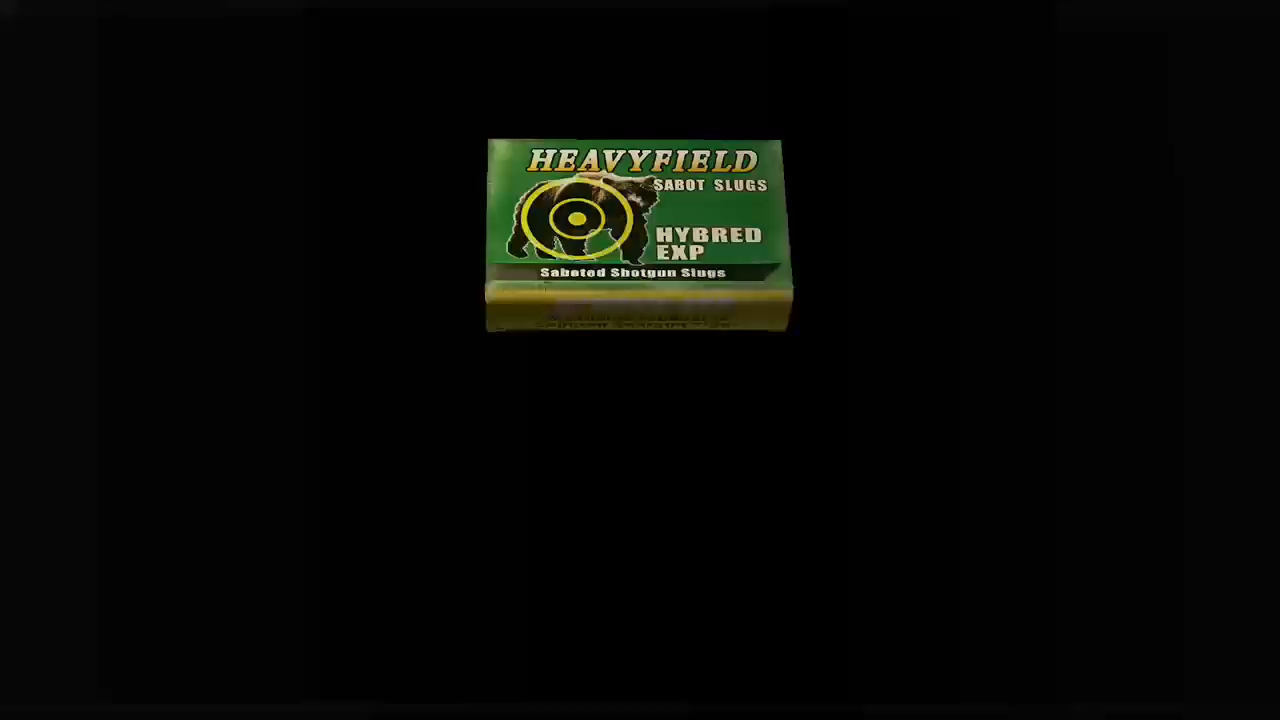 HEAVYFIELD
SABOT SLUGS
HYBRED
EXP
Saboted Shotgun Slugs